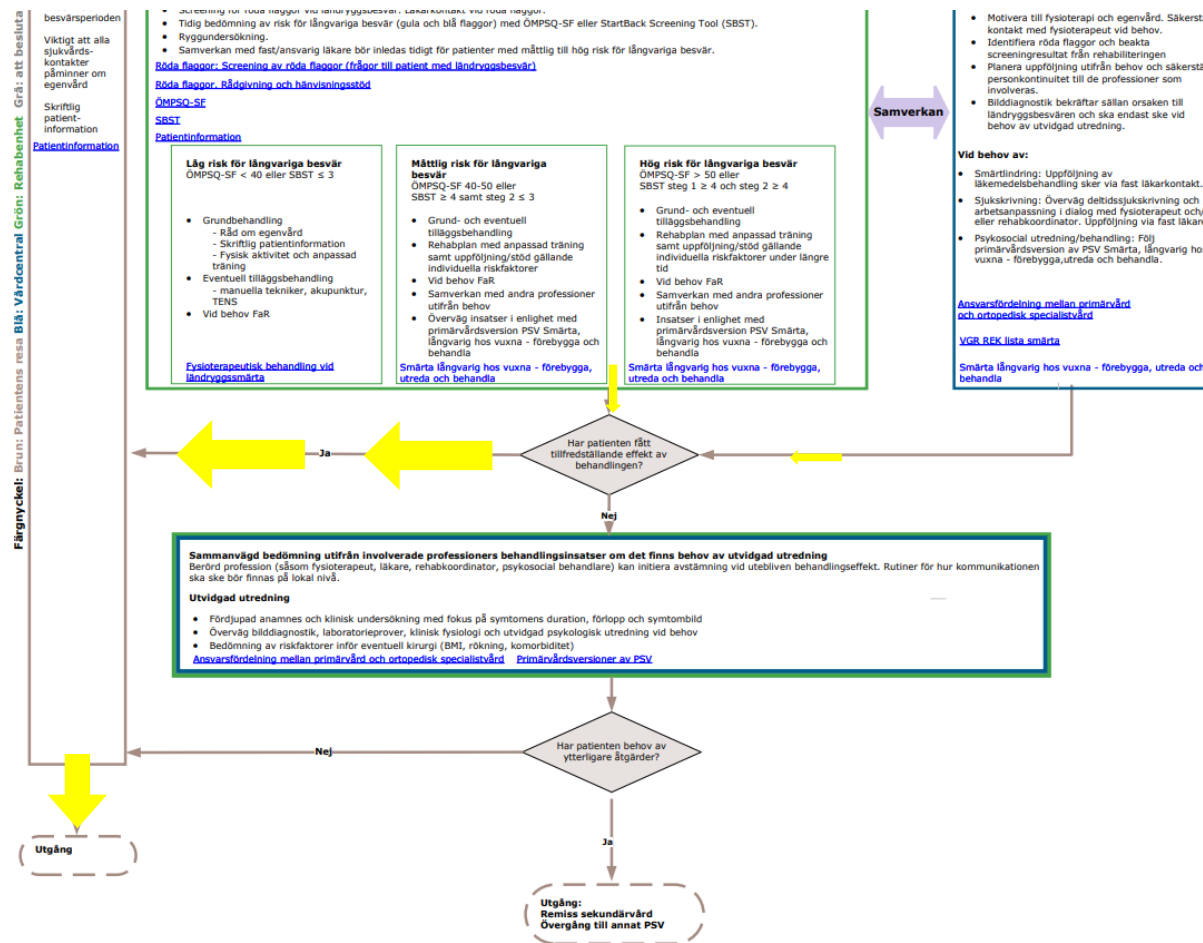 Färgnyckel: Brun: Patientens resa Blå: Vårdcentral Grön: Rehabenhet Grå: att besluta
besvärsperioden
Viktigt att alla
sjukvårds-
kontakter
påminner om
egenvård
Skriftlig
patient-
information
Patientinformation
• Screening för röda flaggor vid ländryggsbesvär. Läkarkontakt vid röda flaggor.
• Tidig bedömning av risk för långvariga besvär (gula och blå flaggor) med ÖMPSQ-SF eller StartBack Screening Tool (SBST).
• Ryggundersökning.
• Samverkan med fast/ansvarig läkare bör inledas tidigt för patienter med måttlig till hög risk för långvariga besvär.
Röda flaggor: Screening av röda flaggor (frågor till patient med ländryggsbesvär)
Röda flaggor. Rådgivning och hänvisningsstöd
ÖMPSQ-SF
SBST
Patientinformation
Låg risk för långvariga besvär
ÖMPSQ-SF < 40 eller SBST ≤ 3
• Grundbehandling
- Råd om egenvård
- Skriftlig patientinformation
- Fysisk aktivitet och anpassad
träning
• Eventuell tilläggsbehandling
- manuella tekniker, akupunktur,
TENS
• Vid behov FaR
Fysioterapeutisk behandling vid
ländryggssmärta
Måttlig risk för långvariga
besvär
ÖMPSQ-SF 40-50 eller
SBST ≥ 4 samt steg 2 ≤ 3
• Grund- och eventuell
tilläggsbehandling
• Rehabplan med anpassad träning
samt uppföljning/stöd gällande
individuella riskfaktorer
• Vid behov FaR
• Samverkan med andra professioner
utifrån behov
• Överväg insatser i enlighet med
primärvårdsversion PSV Smärta,
långvarig hos vuxna - förebygga och
behandla
Smärta långvarig hos vuxna - förebygga,
utreda och behandla
Hög risk för långvariga besvär
ÖMPSQ-SF > 50 eller
SBST steg 1 ≥ 4 och steg 2 ≥ 4
• Grund- och eventuell
tilläggsbehandling
• Rehabplan med anpassad träning
samt uppföljning/stöd gällande
individuella riskfaktorer under längre
tid
• Vid behov FaR
• Samverkan med andra professioner
utifrån behov
• Insatser i enlighet med
primärvårdsversion PSV Smärta,
långvarig hos vuxna - förebygga och
behandla
Smärta långvarig hos vuxna - förebygga,
utreda och behandla
Samverkan
• Motivera till fysioterapi och egenvård. Säkerst
kontakt med fysioterapeut vid behov.
• Identifiera röda flaggor och beakta
screeningresultat från rehabiliteringen
• Planera uppföljning utifrån behov och säkerstä
personkontinuitet till de professioner som
involveras.
• Bilddiagnostik bekräftar sällan orsaken till
ländryggsbesvären och ska endast ske vid
behov av utvidgad utredning.
Vid behov av:
• Smärtlindring: Uppföljning av
läkemedelsbehandling sker via fast läkarkontakt.
• Sjukskrivning: Överväg deltidssjukskrivning och
arbetsanpassning i dialog med fysioterapeut och/
eller rehabkoordinator. Uppföljning via fast läkare
• Psykosocial utredning/behandling: Följ
primärvårdsversion av PSV Smärta, långvarig hos
vuxna - förebygga,utreda och behandla.
Ansvarsfördelning mellan primärvård
och ortopedisk specialistvård
VGR REK lista smärta
Smärta långvarig hos vuxna - förebygga, utreda och
behandla
Har patienten fått
tillfredställande effekt av
behandlingen?
Ja
Nej
Sammanvägd bedömning utifrån involverade professioners behandlingsinsatser om det finns behov av utvidgad utredning
Berörd profession (såsom fysioterapeut, läkare, rehabkoordinator, psykosocial behandlare) kan initiera avstämning vid utebliven behandlingseffekt. Rutiner för hur kommunikationen
ska ske bör finnas på lokal nivå.
Utvidgad utredning
• Fördjupad anamnes och klinisk undersökning med fokus på symtomens duration, förlopp och symtombild
• Överväg bilddiagnostik, laboratorieprover, klinisk fysiologi och utvidgad psykologisk utredning vid behov
• Bedömning av riskfaktorer inför eventuel kirurgi (BMI, rökning, komorbiditet)
Ansvarsfördelning mellan primärvård och ortopedisk specialistvård Primärvårdsversioner av PSV
Har patienten behov av
ytterligare åtgärder?
Nej
Ja
Utgång
Utgång:
Remiss sekundärvård
Övergång till annat PSV